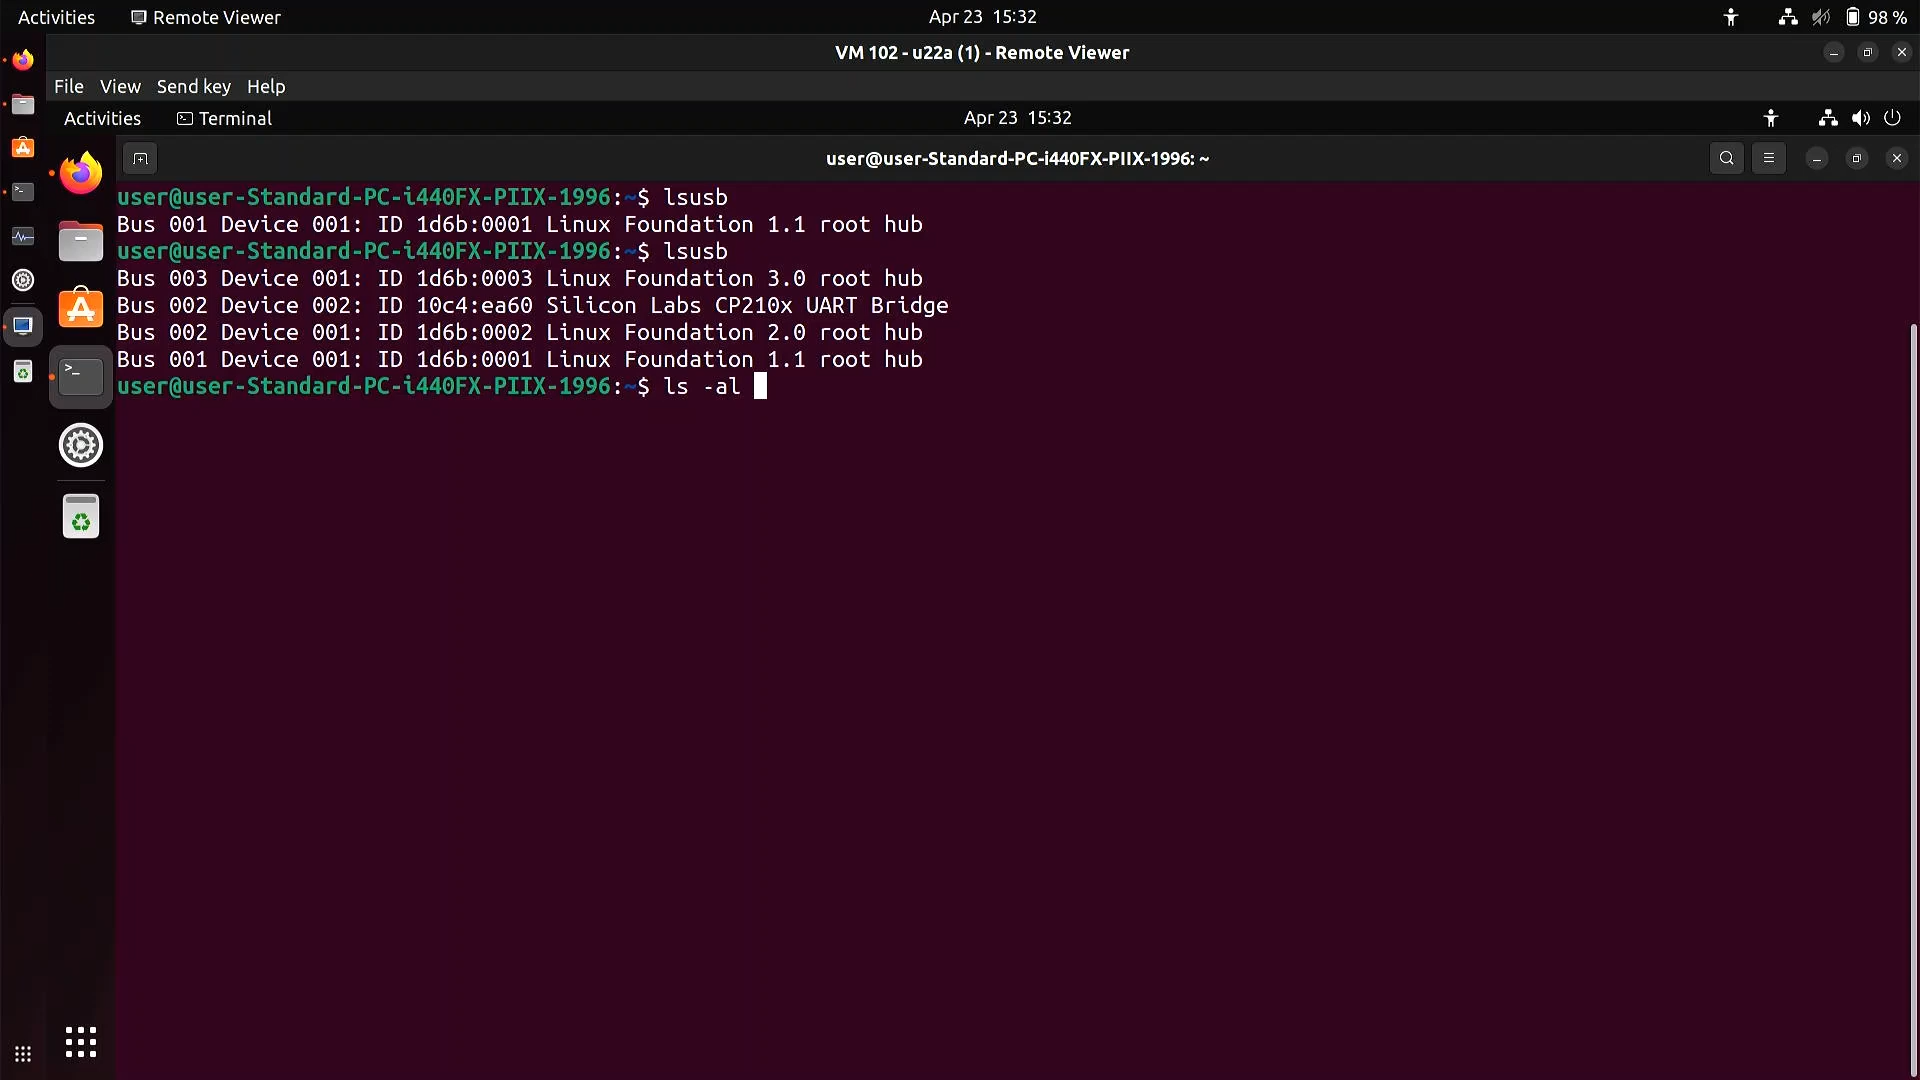 Activities Remote Viewer Apr 23 15:32 98 %
VM 102 - u22a (1) - Remote Viewer
File View Send key Help
Activities Terminal Apr 23 15:32
user@user-Standard-PC-i440FX-PIIX-1996: ~
user@user-Standard-PC-i440FX-PIIX-1996:~$ lsusb
Bus 001 Device 001: ID 1d6b:0001 Linux Foundation 1.1 root hub
user@user-Standard-PC-i440FX-PIIX-1996:~$ lsusb
Bus 003 Device 001: ID 1d6b:0003 Linux Foundation 3.0 root hub
Bus 002 Device 002: ID 10c4:ea60 Silicon Labs CP210x UART Bridge
Bus 002 Device 001: ID 1d6b:0002 Linux Foundation 2.0 root hub
Bus 001 Device 001: ID 1d6b:0001 Linux Foundation 1.1 root hub
user@user-Standard-PC-i440FX-PIIX-1996:~$ ls -al